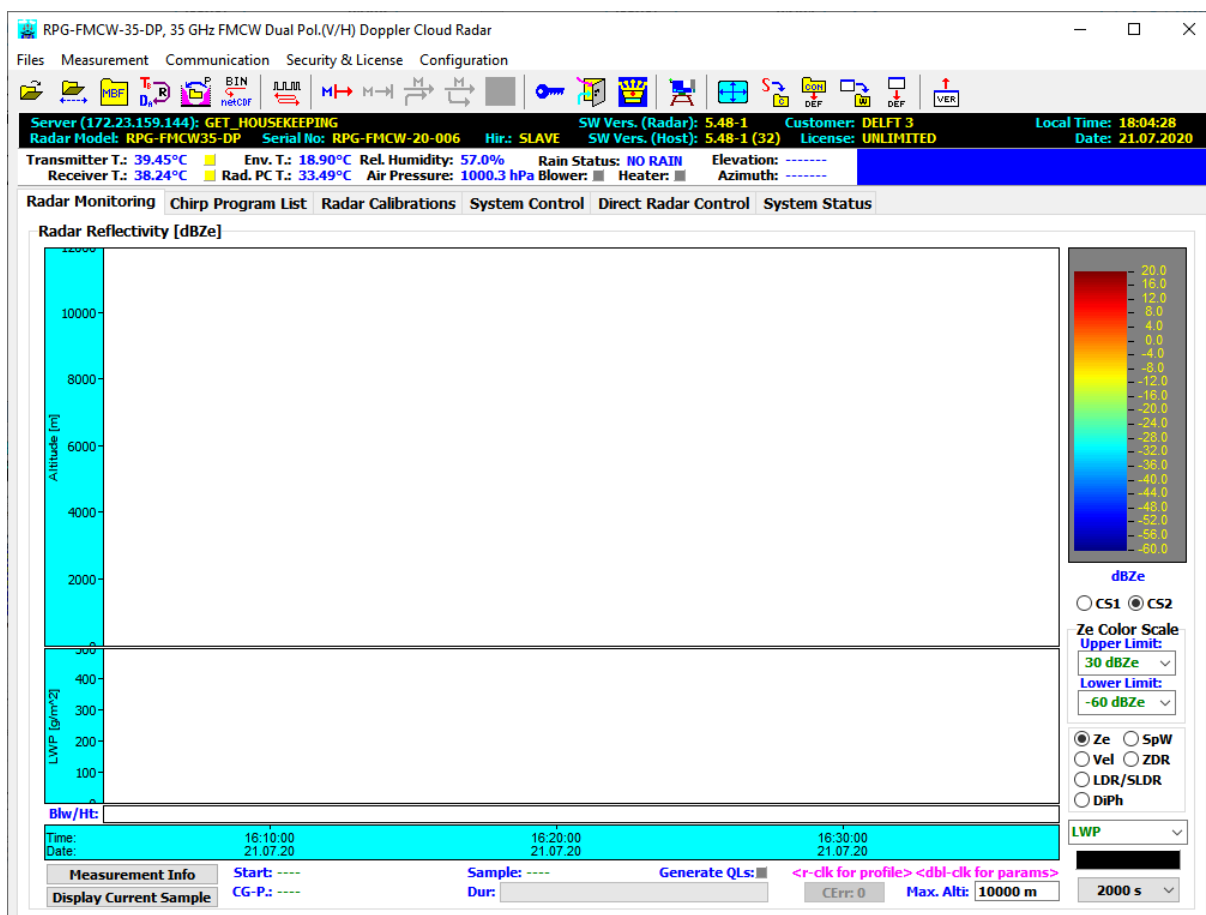 RPG-FMCW-35-DP, 35 GHz FMCW Dual Pol.(V/H) Doppler Cloud Radar
Files Measurement Communication Security & License Configuration
MBF TB R DA P BIN netCDF M M M M S C CON DEF W DEF VER
Server (172.23.159.144): GET_HOUSEKEEPING SW Vers. (Radar): 5.48-1 Customer: DELFT 3 Local Time: 18:04:28
Radar Model: RPG-FMCW35-DP Serial No: RPG-FMCW-20-006 Hir.: SLAVE SW Vers. (Host): 5.48-1 (32) License: UNLIMITED Date: 21.07.2020
Transmitter T.: 39.45°C Env. T.: 18.90°C Rel. Humidity: 57.0% Rain Status: NO RAIN Elevation: -------
Receiver T.: 38.24°C Rad. PC T.: 33.49°C Air Pressure: 1000.3 hPa Blower: Heater: Azimuth: -------
Radar Monitoring Chirp Program List Radar Calibrations System Control Direct Radar Control System Status
Radar Reflectivity [dBZe]
12000
10000
8000
6000
4000
2000
0
Altitude [m]
500
400
300
200
100
0
LWP [g/m^2]
Blw/Ht:
Time: 16:10:00 16:20:00 16:30:00
Date: 21.07.20 21.07.20 21.07.20
Measurement Info Start: ---- Sample: ---- Generate QLs: <r-clk for profile> <dbl-clk for params>
Display Current Sample CG-P.: ---- Dur: CErr: 0 Max. Alti: 10000 m
20.0
16.0
12.0
8.0
4.0
0.0
-4.0
-8.0
-12.0
-16.0
-20.0
-24.0
-28.0
-32.0
-36.0
-40.0
-44.0
-48.0
-52.0
-56.0
-60.0
dBZe
CS1 CS2
Ze Color Scale
Upper Limit:
30 dBZe
Lower Limit:
-60 dBZe
Ze SpW
Vel ZDR
LDR/SLDR
DiPh
LWP
2000 s